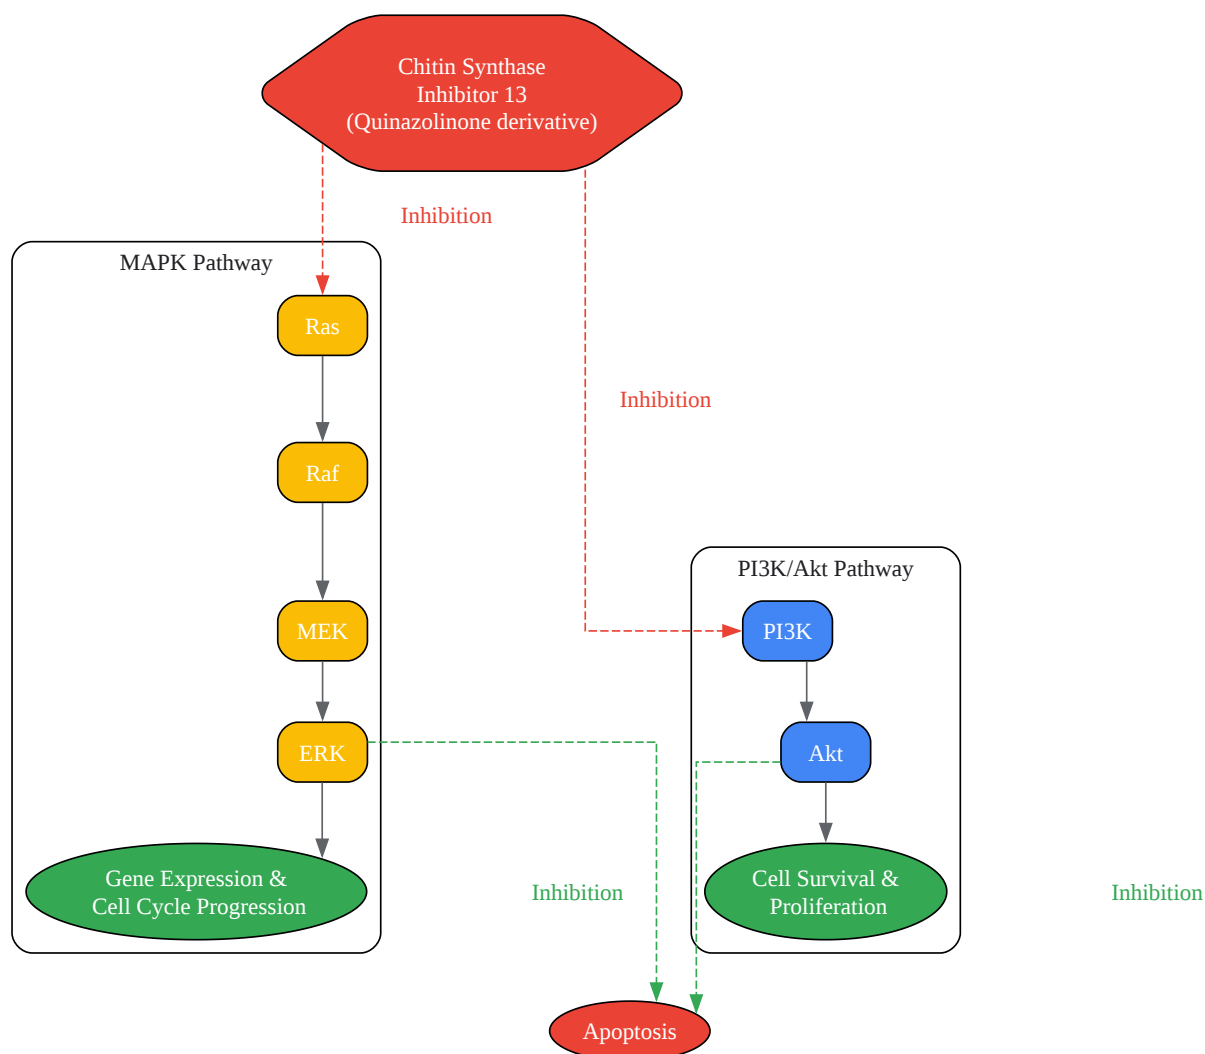 Chitin Synthase
Inhibitor 13
(Quinazolinone derivative)
Inhibition
MAPK Pathway
Ras
Inhibition
Raf
PI3K/Akt Pathway
MEK
PI3K
ERK
Akt
Gene Expression &
Cell Cycle Progression
Inhibition
Cell Survival &
Proliferation
Inhibition
Apoptosis